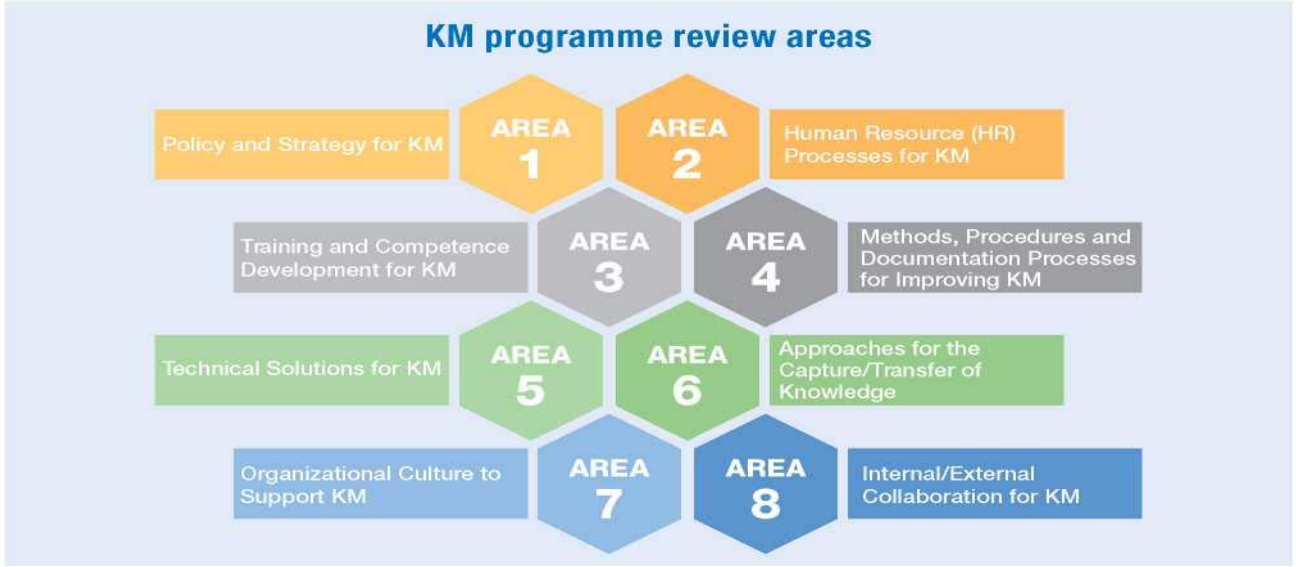 KM programme review areas
Policy and Strategy for KM
AREA
1
AREA
2
Human Resource (HR)
Processes for KM
Training and Competence
Development for KM
AREA
3
AREA
4
Methods, Procedures and
Documentation Processes
for Improving KM
Technical Solutions for KM
AREA
5
AREA
6
Approaches for the
Capture/Transfer of
Knowledge
Organizational Culture to
Support KM
AREA
7
AREA
8
Internal/External
Collaboration for KM